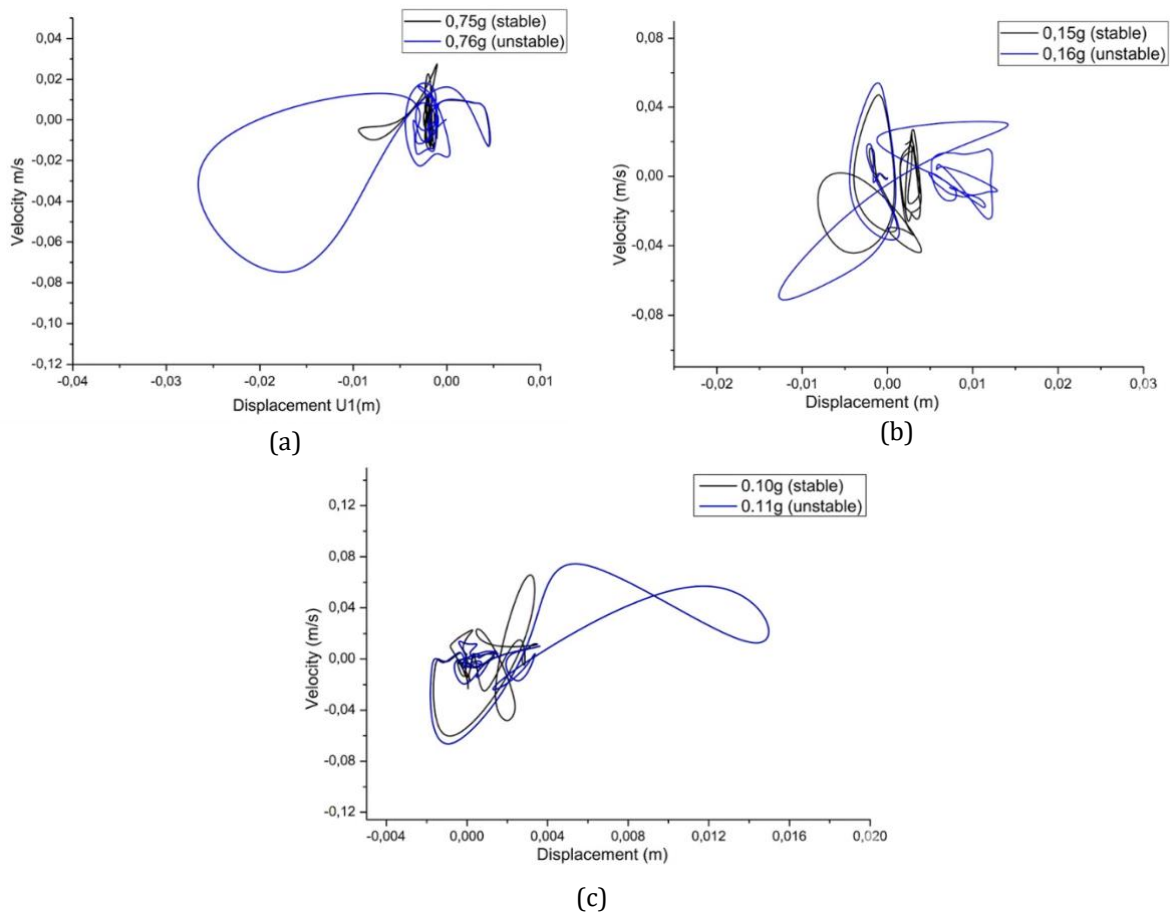 0,75g (stable)
0,76g (unstable)
0,04
0,02
0,00
-0,02
-0,04
-0,06
-0,08
-0,10
-0,12
Velocity m/s
-0,04 -0,03 -0,02 -0,01 0,00 0,01
Displacement U1(m)
(a)
0,15g (stable)
0,16g (unstable)
0,08
0,04
0,00
-0,04
-0,08
Velocity (m/s)
-0,02 -0,01 0,00 0,01 0,02 0,03
Displacement (m)
(b)
0.10g (stable)
0.11g (unstable)
0,12
0,08
0,04
0,00
-0,04
-0,08
-0,12
Velocity (m/s)
-0,004 0,000 0,004 0,008 0,012 0,016 0,020
Displacement (m)
(c)